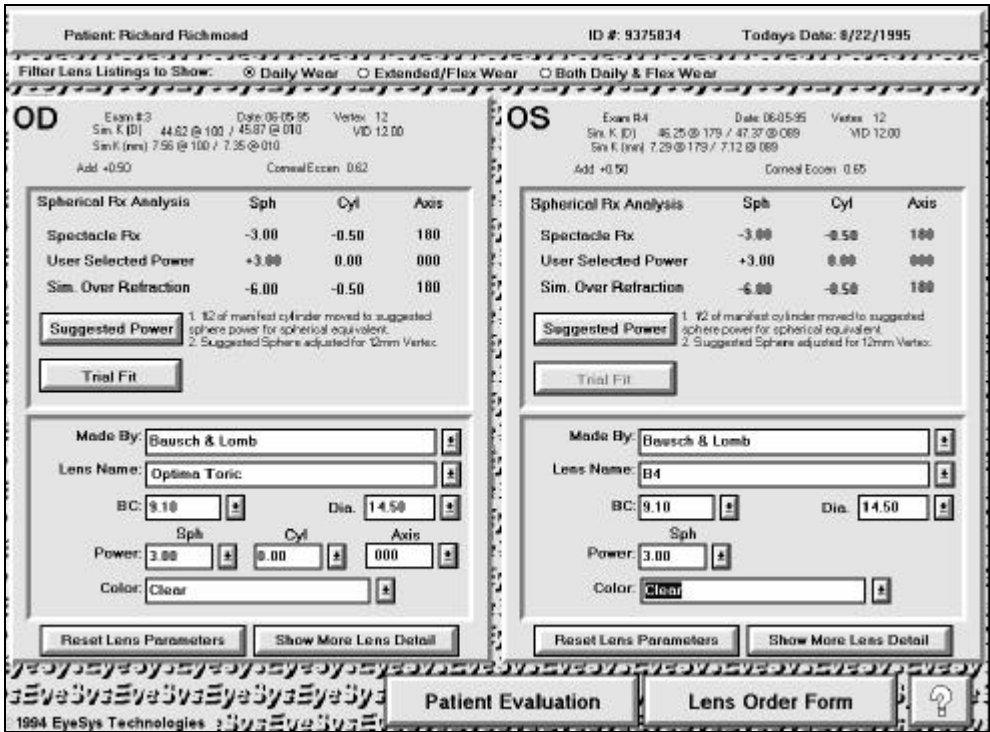 Patient: Richard Richmond ID #: 9375834 Todays Date: 8/22/1995
Filter Lens Listings to Show: Daily Wear Extended/Flex Wear Both Daily & Flex Wear
OD
Exam #:3 Date: 06-05-95 Vertex 12
Sim. K (D) 44.62 @ 100 / 45.87 @ 010 VID 12.00
Sim K (mm) 7.56 @ 100 / 7.35 @ 010
Add +0.50 Corneal Eccen 0.62
Spherical Rx Analysis Sph Cyl Axis
Spectacle Rx -3.00 -0.50 180
User Selected Power +3.00 0.00 000
Sim. Over Refraction -6.00 -0.50 180
Suggested Power
1. 1/2 of manifest cylinder moved to suggested
sphere power for spherical equivalent.
2. Suggested Sphere adjusted for 12mm Vertex.
Trial Fit
Made By: Bausch & Lomb
Lens Name: Optima Toric
BC: 9.10 Dia. 14.50
Sph Cyl Axis
Power: 3.00 0.00 000
Color: Clear
Reset Lens Parameters Show More Lens Detail
OS
Exam #:4 Date: 06-05-95 Vertex 12
Sim. K (D) 46.25 @ 179 / 47.37 @ 089 VID 12.00
Sim K (mm) 7.29 @ 179 / 7.12 @ 089
Add +0.50 Corneal Eccen 0.65
Spherical Rx Analysis Sph Cyl Axis
Spectacle Rx -3.00 -0.50 180
User Selected Power +3.00 0.00 000
Sim. Over Refraction -6.00 -0.50 180
Suggested Power
1. 1/2 of manifest cylinder moved to suggested
sphere power for spherical equivalent.
2. Suggested Sphere adjusted for 12mm Vertex.
Trial Fit
Made By: Bausch & Lomb
Lens Name: B4
BC: 9.10 Dia. 14.50
Sph
Power: 3.00
Color: Clear
Reset Lens Parameters Show More Lens Detail
sEyeSysEyeSysEyeSysEyeSys
Patient Evaluation Lens Order Form ?
1994 EyeSys Technologies